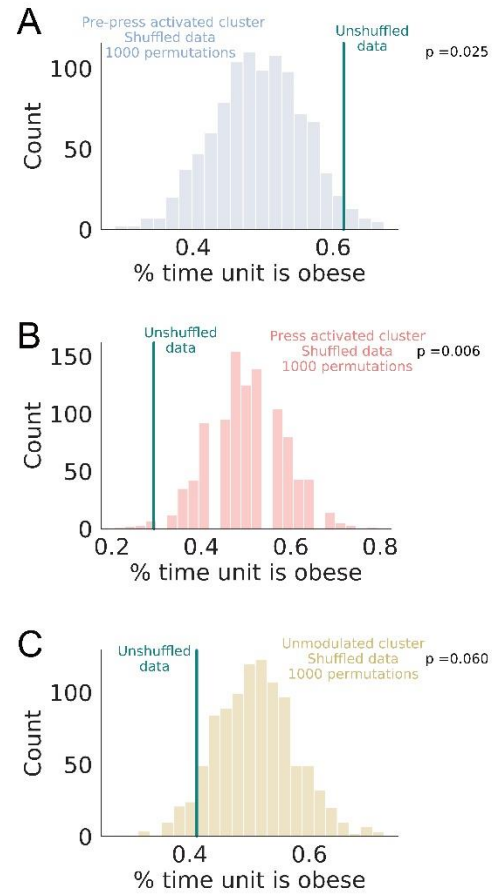 A
Pre-press activated cluster
Shuffled data
1000 permutations
Unshuffled
data
p =0.025
100
50
0
Count
0.4 0.6
% time unit is obese
B
Unshuffled
data
Press activated cluster
Shuffled data
1000 permutations
p =0.006
150
100
50
0
Count
0.2 0.4 0.6 0.8
% time unit is obese
C
Unshuffled
data
Unmodulated cluster
Shuffled data
1000 permutations
p =0.060
100
50
0
Count
0.4 0.6
% time unit is obese